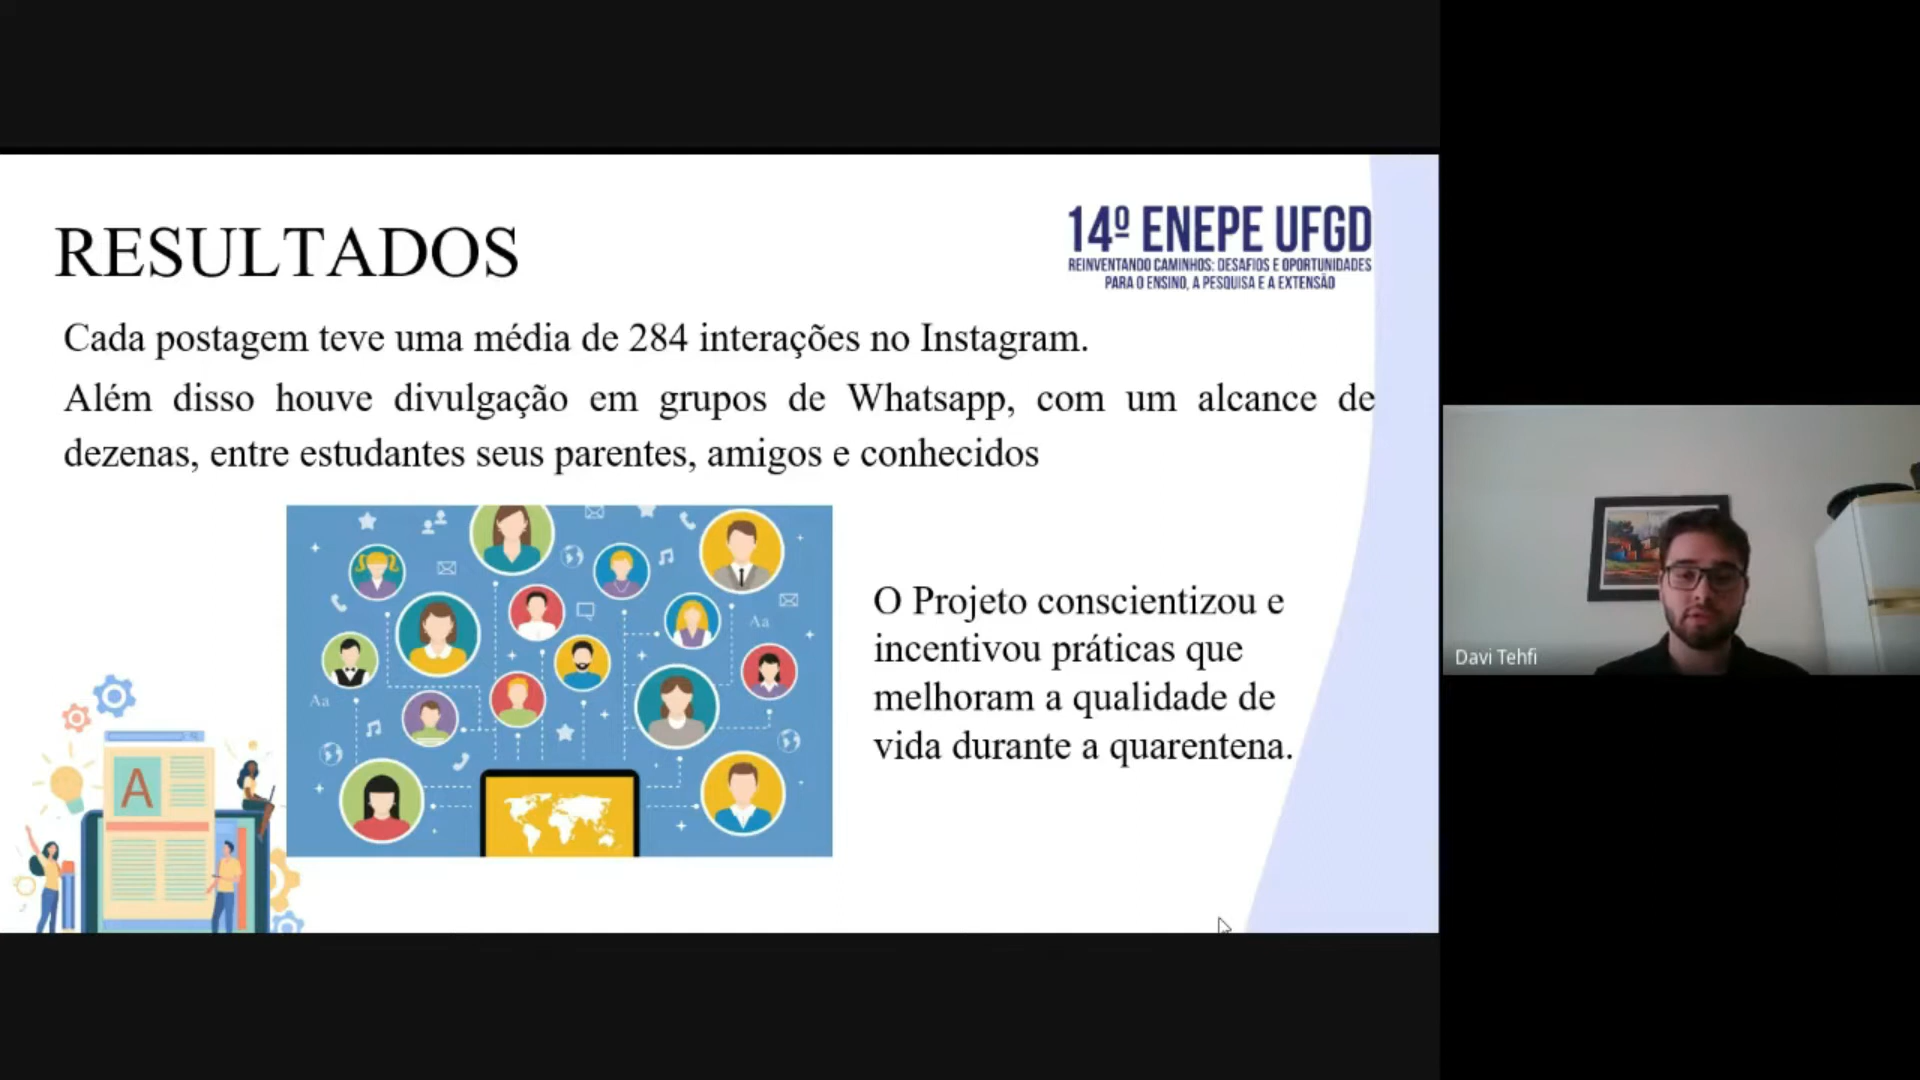 RESULTADOS
14º ENEPE UFGD
REINVENTANDO CAMINHOS: DESAFIOS E OPORTUNIDADES
PARA O ENSINO, A PESQUISA E A EXTENSÃO
Cada postagem teve uma média de 284 interações no Instagram.
Além disso houve divulgação em grupos de Whatsapp, com um alcance de
dezenas, entre estudantes seus parentes, amigos e conhecidos
Aa
Aa
A
O Projeto conscientizou e
incentivou práticas que
melhoram a qualidade de
vida durante a quarentena.
Davi Tehfi